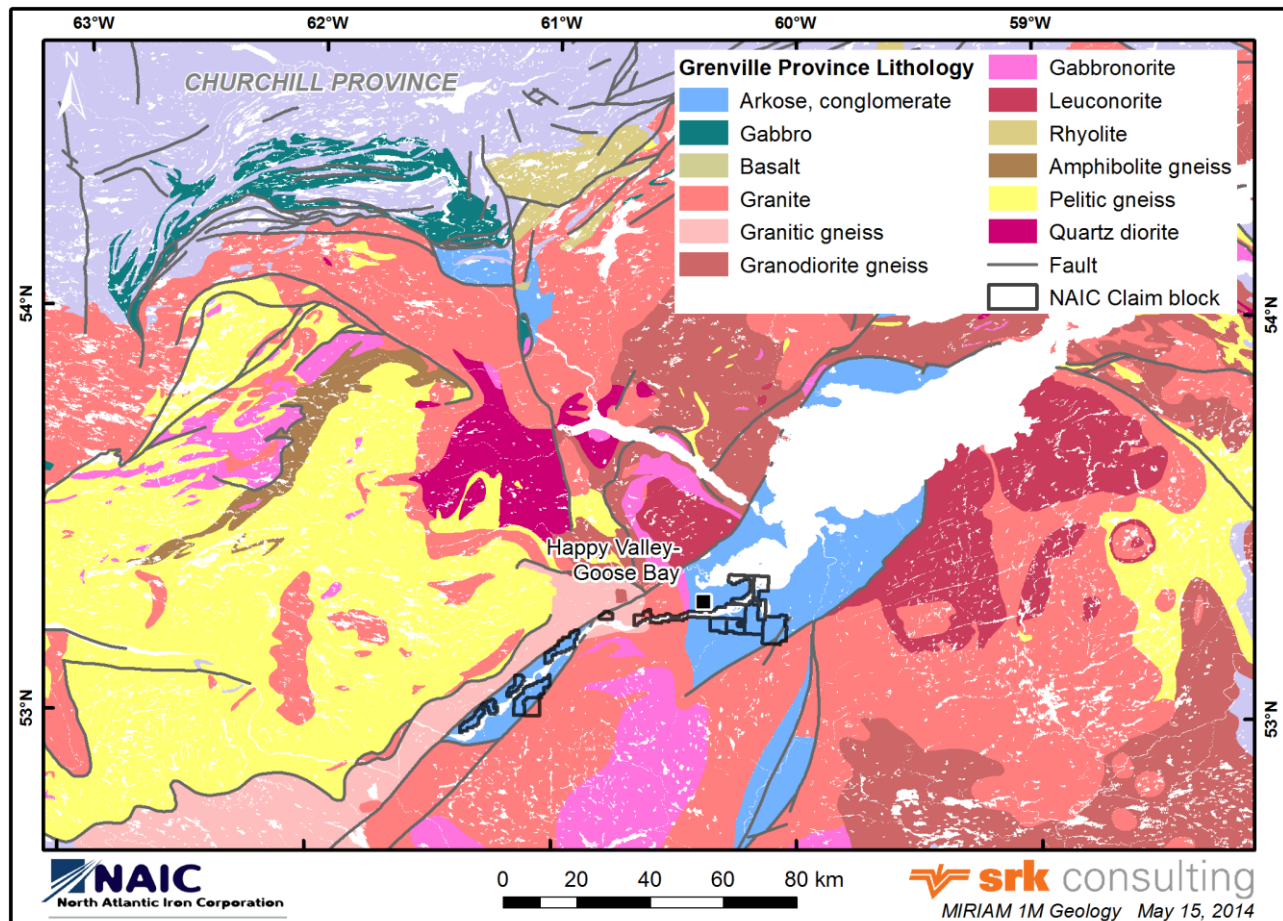 63°W
62°W
61°W
60°W
59°W
N
CHURCHILL PROVINCE
Grenville Province Lithology
Arkose, conglomerate
Gabbro
Basalt
Granite
Granitic gneiss
Granodiorite gneiss
Gabbronorite
Leuconorite
Rhyolite
Amphibolite gneiss
Pelitic gneiss
Quartz diorite
Fault
NAIC Claim block
54°N
54°N
Happy Valley-
Goose Bay
53°N
53°N
NAIC
North Atlantic Iron Corporation
0 20 40 60 80 km
srk consulting
MIRIAM 1M Geology May 15, 2014